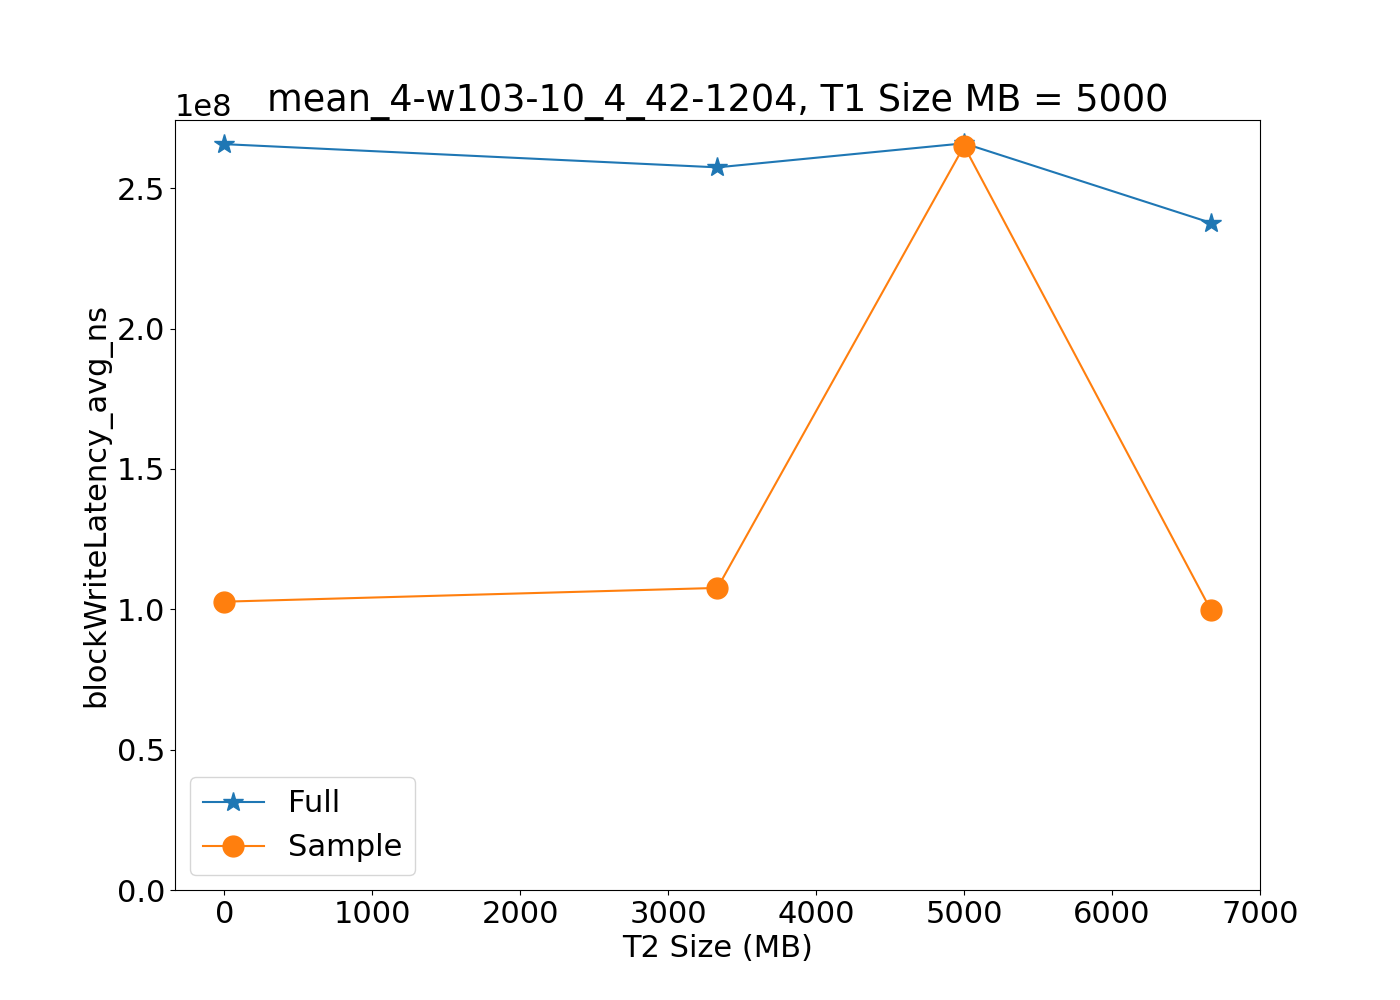 1e8
mean_4-w103-10_4_42-1204, T1 Size MB = 5000
blockWriteLatency_avg_ns
2.5
2.0
1.5
1.0
0.5
0.0
Full
Sample
0 1000 2000 3000 4000 5000 6000 7000
T2 Size (MB)